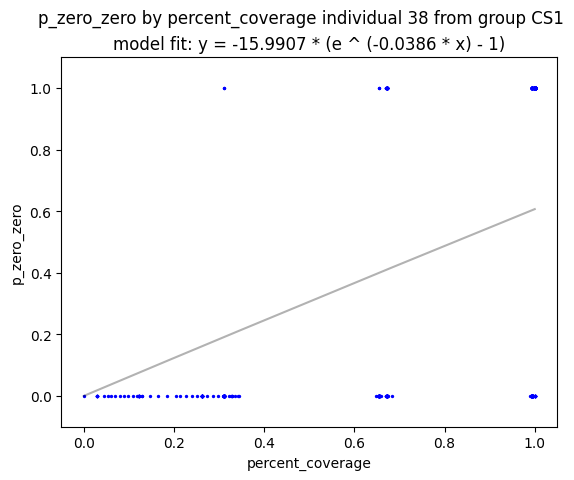 p_zero_zero by percent_coverage individual 38 from group CS1
model fit: y = -15.9907 * (e ^ (-0.0386 * x) - 1)
1.0
0.8
0.6
0.4
0.2
0.0
p_zero_zero
0.0 0.2 0.4 0.6 0.8 1.0
percent_coverage